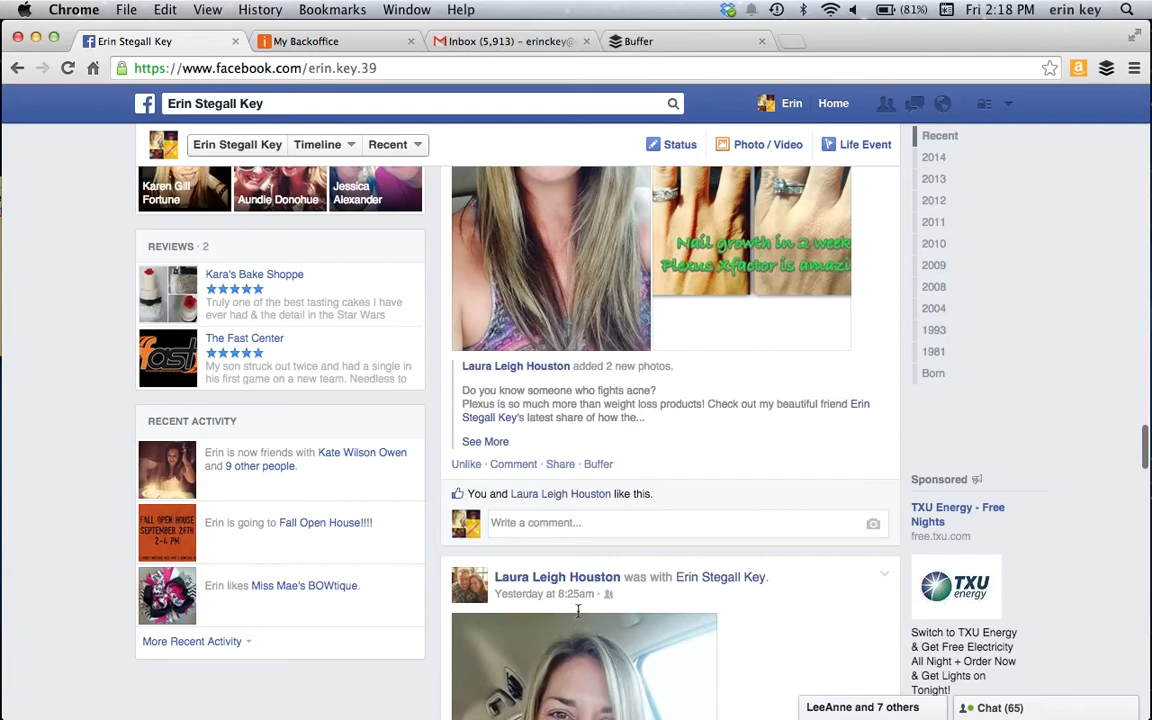 Chrome File Edit View History Bookmarks Window Help (81%) Fri 2:18 PM erin key
Erin Stegall Key My Backoffice Inbox (5,913) – erinckey@ Buffer
https://www.facebook.com/erin.key.39
Erin Stegall Key Erin Home
Erin Stegall Key Timeline Recent Status Photo / Video Life Event
Karen Gill
Fortune
Aundie Donohue
Jessica
Alexander
REVIEWS · 2
Kara's Bake Shoppe
Truly one of the best tasting cakes I have
ever had & the detail in the Star Wars
The Fast Center
My son struck out twice and had a single in
his first game on a new team. Needless to
fast
RECENT ACTIVITY
Erin is now friends with Kate Wilson Owen
and 9 other people.
FALL OPEN
HOUSE
SEPTEMBER 28TH
2-4 PM
Erin is going to Fall Open House!!!!
Erin likes Miss Mae's BOWtique.
More Recent Activity
Nail growth in 2 week
Plexus Xfactor is amazi
Laura Leigh Houston added 2 new photos.
Do you know someone who fights acne?
Plexus is so much more than weight loss products! Check out my beautiful friend Erin
Stegall Key's latest share of how the...
See More
Unlike · Comment · Share · Buffer
You and Laura Leigh Houston like this.
Write a comment...
Laura Leigh Houston was with Erin Stegall Key.
Yesterday at 8:25am ·
Recent
2014
2013
2012
2011
2010
2009
2008
2004
1993
1981
Born
Sponsored
TXU Energy - Free
Nights
free.txu.com
TXU
energy
Switch to TXU Energy
& Get Free Electricity
All Night + Order Now
& Get Lights on
Tonight!
LeeAnne and 7 others Chat (65)